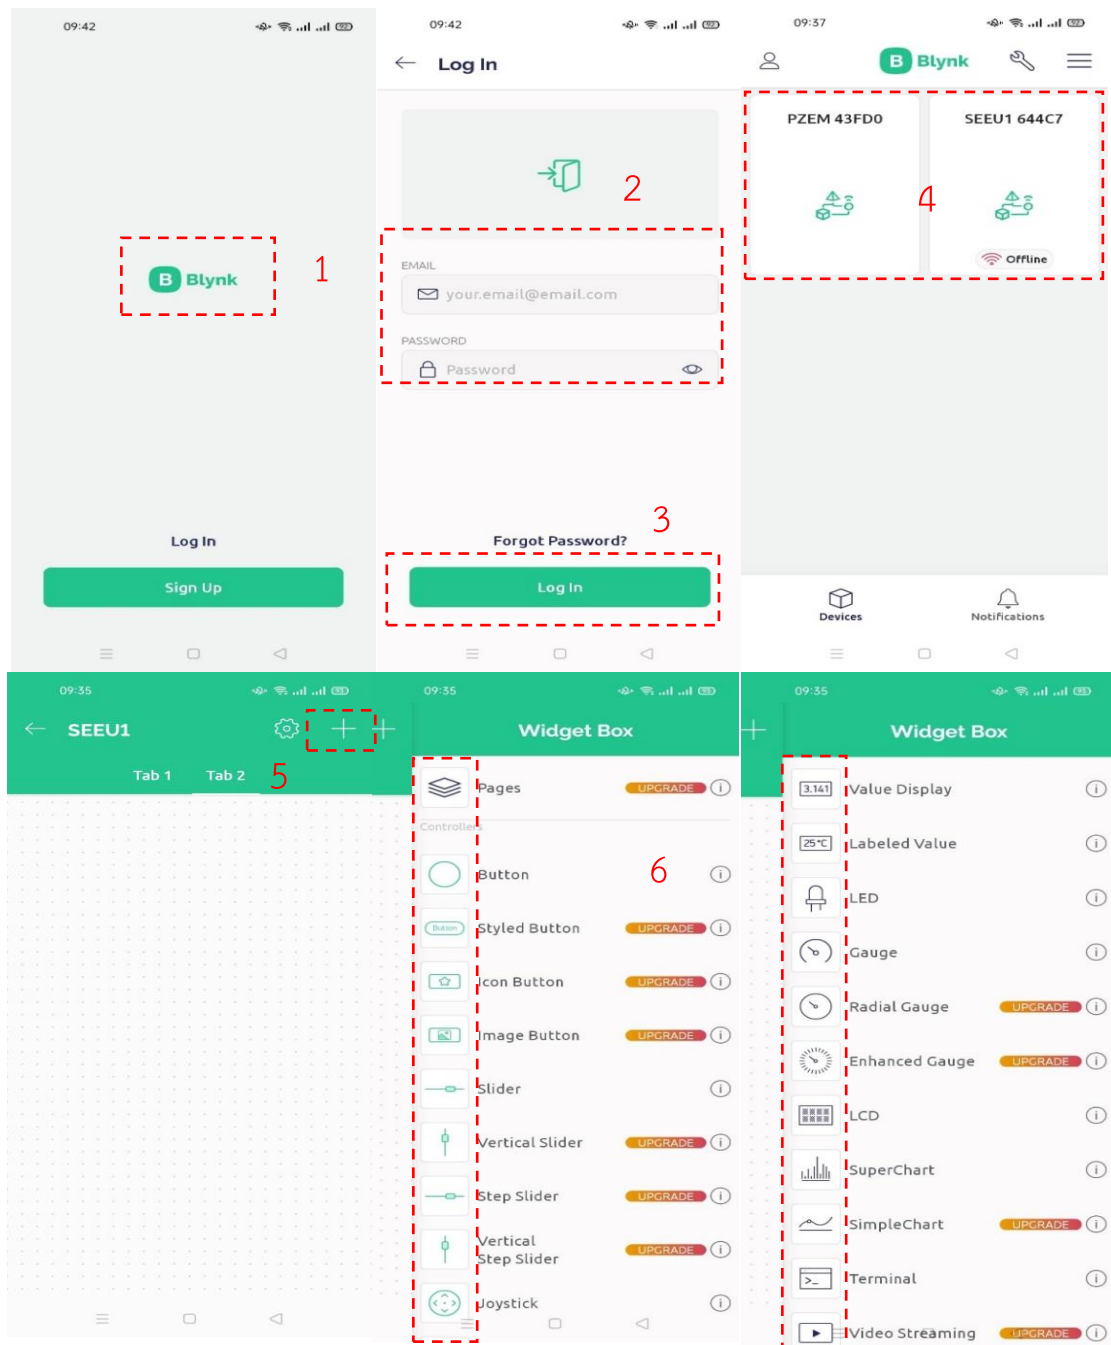 09:42
B Blynk
1
Log In
Sign Up
09:42
Log In
2
EMAIL
your.email@email.com
PASSWORD
Password
3
Forgot Password?
Log In
09:37
B Blynk
PZEM 43FD0
SEEU1 644C7
4
Offline
Devices
Notifications
09:35
SEEU1
Tab 1
Tab 2
5
09:35
Widget Box
Pages
UPGRADE
Controllers
Button
6
Button
Styled Button
UPGRADE
Icon Button
UPGRADE
Image Button
UPGRADE
Slider
Vertical Slider
UPGRADE
Step Slider
UPGRADE
Vertical
Step Slider
UPGRADE
Joystick
09:35
Widget Box
3.141
Value Display
25°C
Labeled Value
LED
Gauge
Radial Gauge
UPGRADE
Enhanced Gauge
UPGRADE
LCD
SuperChart
SimpleChart
UPGRADE
Terminal
Video Streaming
UPGRADE